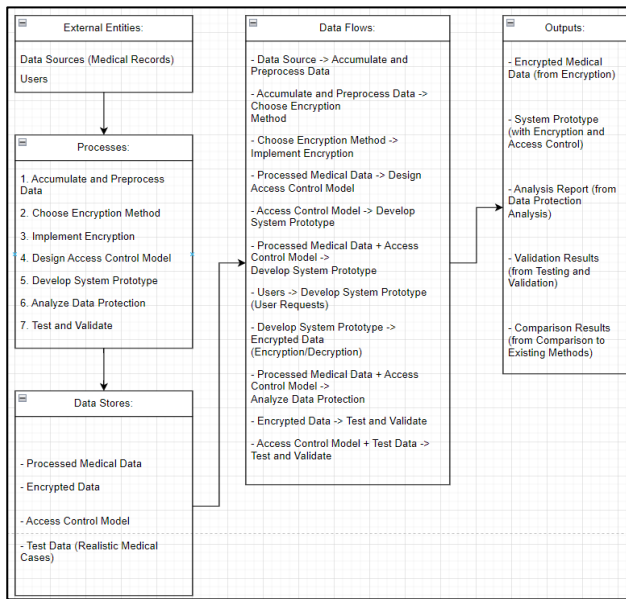 External Entities:
Data Sources (Medical Records)
Users
Processes:
1. Accumulate and Preprocess
Data
2. Choose Encryption Method
3. Implement Encryption
4. Design Access Control Model
5. Develop System Prototype
6. Analyze Data Protection
7. Test and Validate
Data Stores:
- Processed Medical Data
- Encrypted Data
- Access Control Model
- Test Data (Realistic Medical
Cases)
Data Flows:
- Data Source -> Accumulate and
Preprocess Data
- Accumulate and Preprocess Data ->
Choose Encryption
Method
- Choose Encryption Method ->
Implement Encryption
- Processed Medical Data -> Design
Access Control Model
- Access Control Model -> Develop
System Prototype
- Processed Medical Data + Access
Control Model ->
Develop System Prototype
- Users -> Develop System Prototype
(User Requests)
- Develop System Prototype ->
Encrypted Data
(Encryption/Decryption)
- Processed Medical Data + Access
Control Model ->
Analyze Data Protection
- Encrypted Data -> Test and Validate
- Access Control Model + Test Data ->
Test and Validate
Outputs:
- Encrypted Medical
Data (from Encryption)
- System Prototype
(with Encryption and
Access Control)
- Analysis Report (from
Data Protection
Analysis)
- Validation Results
(from Testing and
Validation)
- Comparison Results
(from Comparison to
Existing Methods)